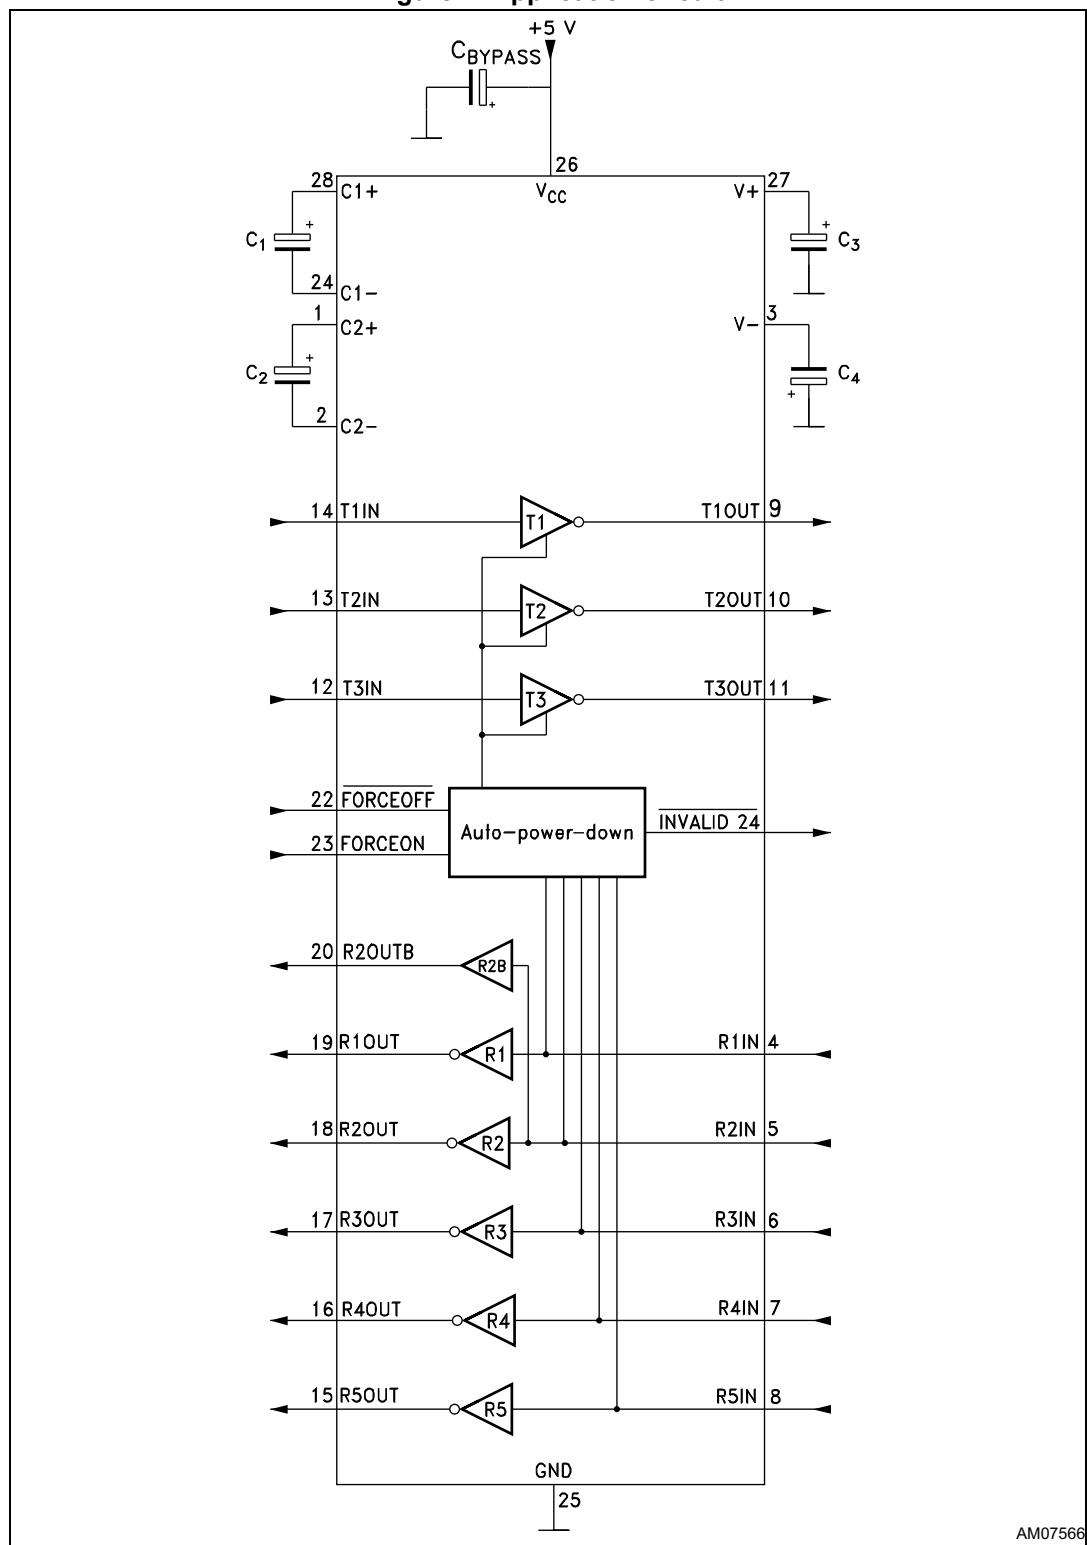 +5 V
CBYPASS
+
26
28 C1+ VCC V+ 27
C1 + + C3
24 C1-
1 C2+ V- 3
C2 + C4
+
2 C2-
14 T1IN T1 T1OUT 9
13 T2IN T2 T2OUT 10
12 T3IN T3 T3OUT 11
22 FORCEOFF
Auto-power-down INVALID 24
23 FORCEON
20 R2OUTB R2B
19 R1OUT R1 R1IN 4
18 R2OUT R2 R2IN 5
17 R3OUT R3 R3IN 6
16 R4OUT R4 R4IN 7
15 R5OUT R5 R5IN 8
GND
25
AM07566